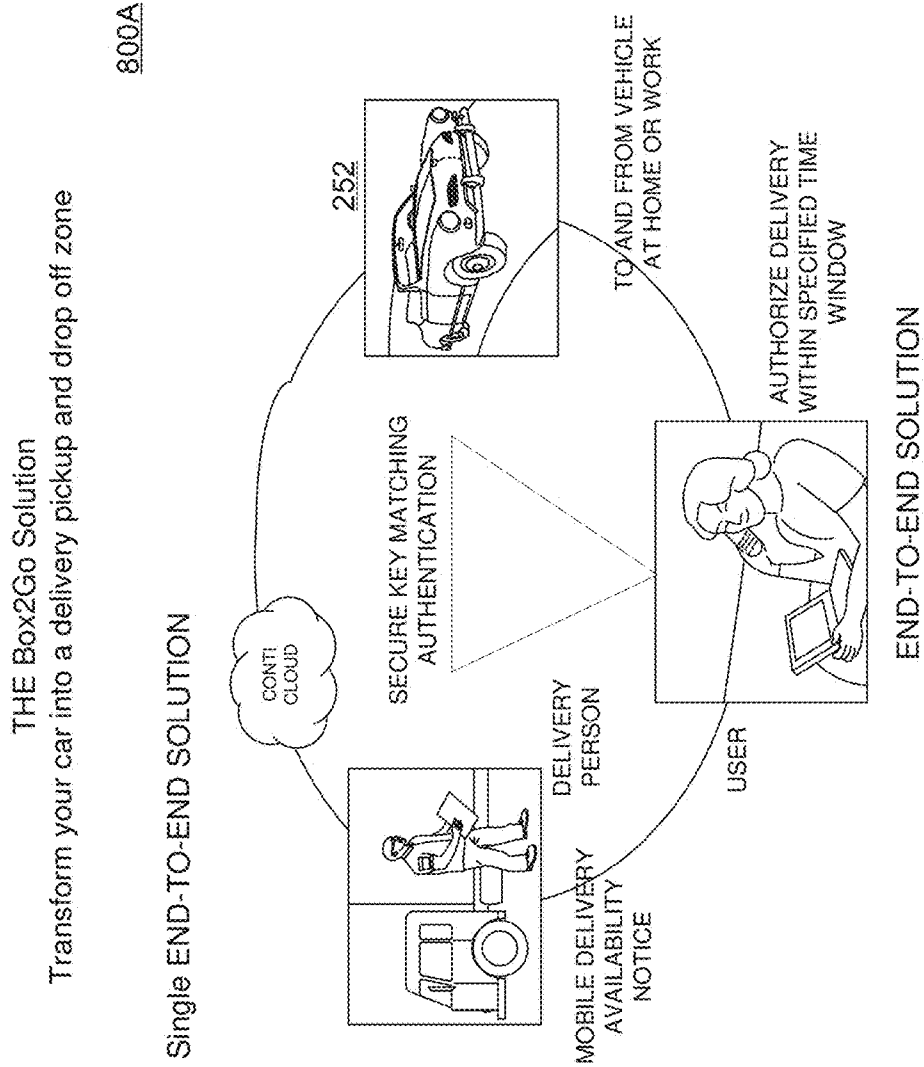 THE Box2Go Solution
Transform your car into a delivery pickup and drop off zone
800A
Single END-TO-END SOLUTION
CONTI
CLOUD
252
SECURE KEY MATCHING
AUTHENTICATION
DELIVERY
PERSON
MOBILE DELIVERY
AVAILABILITY
NOTICE
TO AND FROM VEHICLE
AT HOME OR WORK
USER
AUTHORIZE DELIVERY
WITHIN SPECIFIED TIME
WINDOW
END-TO-END SOLUTION